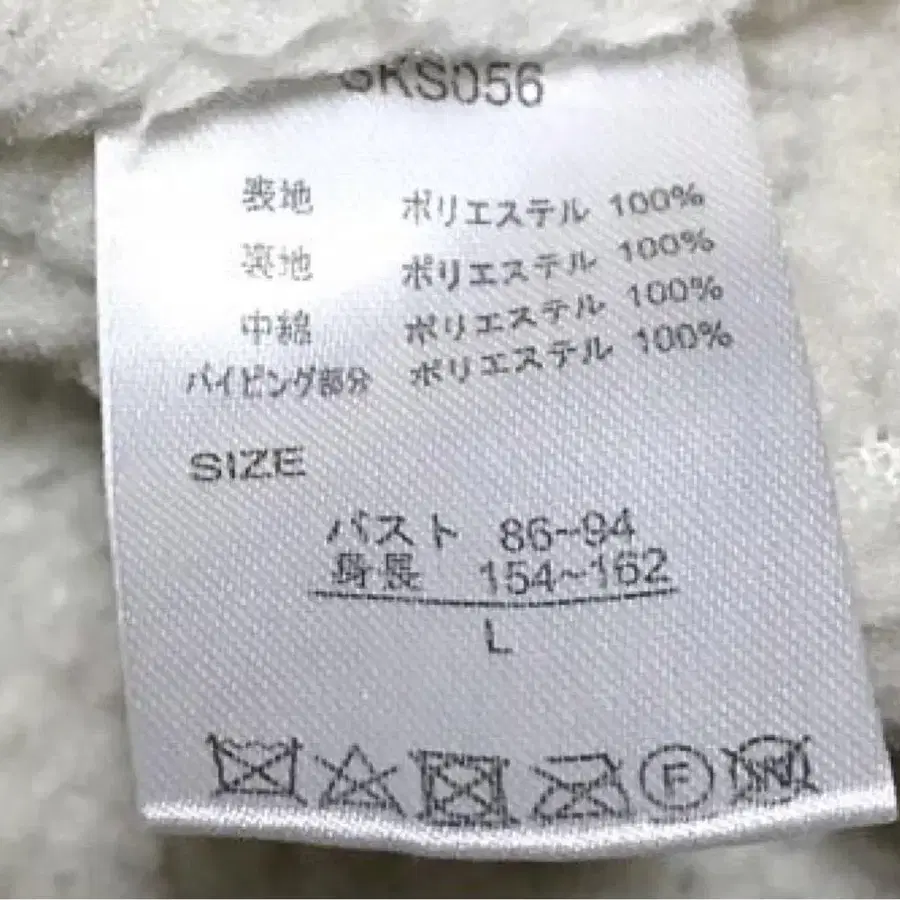 SKS056
表地 ポリエステル 100%
裏地 ポリエステル 100%
中綿 ポリエステル 100%
パイピング部分 ポリエステル 100%
SIZE
バスト 86~94
身長 154~162
L
F
W